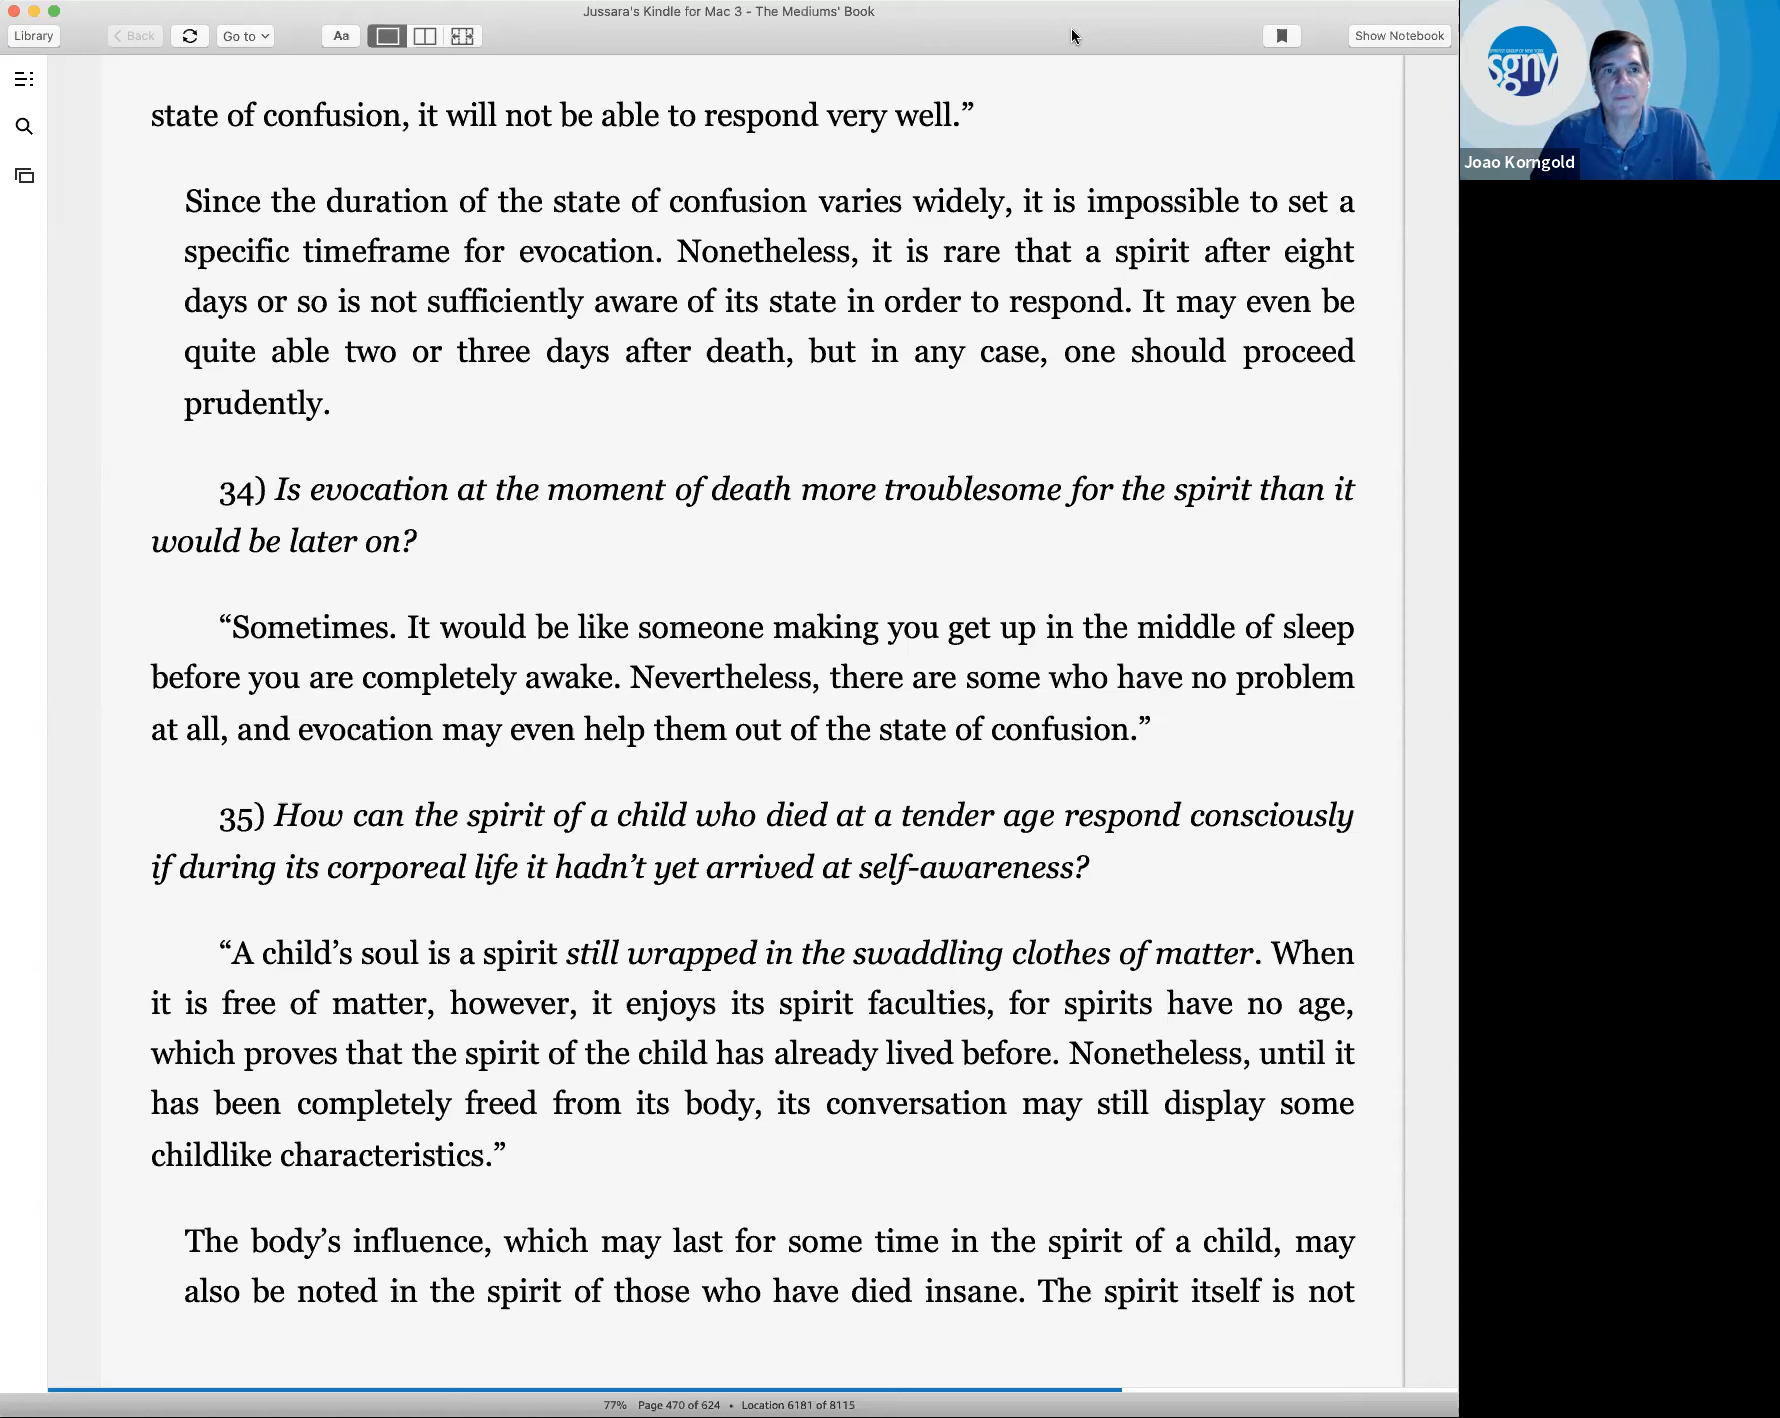 Jussara's Kindle for Mac 3 - The Mediums' Book
Library
Back
Go to
Aa
Show Notebook
state of confusion, it will not be able to respond very well.”
Since the duration of the state of confusion varies widely, it is impossible to set a
specific timeframe for evocation. Nonetheless, it is rare that a spirit after eight
days or so is not sufficiently aware of its state in order to respond. It may even be
quite able two or three days after death, but in any case, one should proceed
prudently.
34) Is evocation at the moment of death more troublesome for the spirit than it
would be later on?
“Sometimes. It would be like someone making you get up in the middle of sleep
before you are completely awake. Nevertheless, there are some who have no problem
at all, and evocation may even help them out of the state of confusion.”
35) How can the spirit of a child who died at a tender age respond consciously
if during its corporeal life it hadn’t yet arrived at self-awareness?
“A child’s soul is a spirit still wrapped in the swaddling clothes of matter. When
it is free of matter, however, it enjoys its spirit faculties, for spirits have no age,
which proves that the spirit of the child has already lived before. Nonetheless, until it
has been completely freed from its body, its conversation may still display some
childlike characteristics.”
The body’s influence, which may last for some time in the spirit of a child, may
also be noted in the spirit of those who have died insane. The spirit itself is not
77% Page 470 of 624 • Location 6181 of 8115
sgny
Joao Korngold